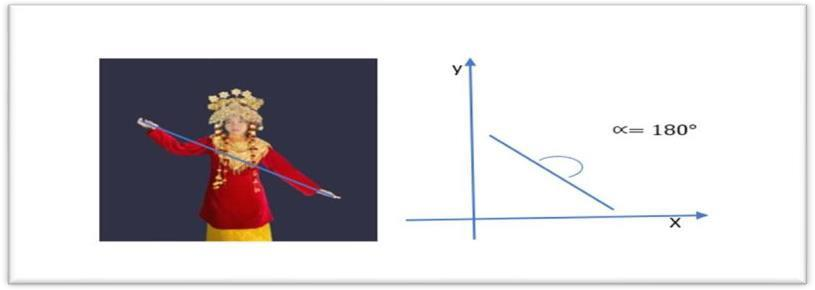 y
∝= 180°
x